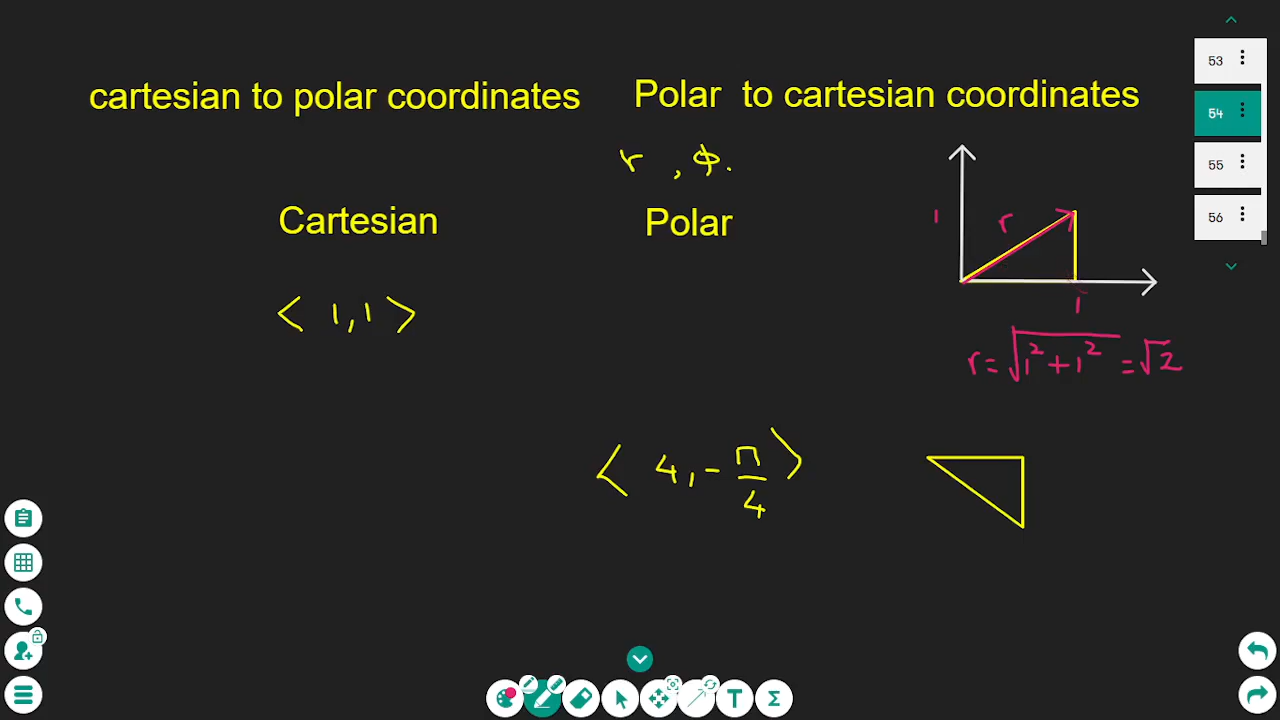 cartesian to polar coordinates
Polar to cartesian coordinates
r , φ.
Cartesian
Polar
1
r
< 1,1 >
1
r = √1² + 1² = √2
< 4, - π/4 >
53
54
55
56
T
Σ